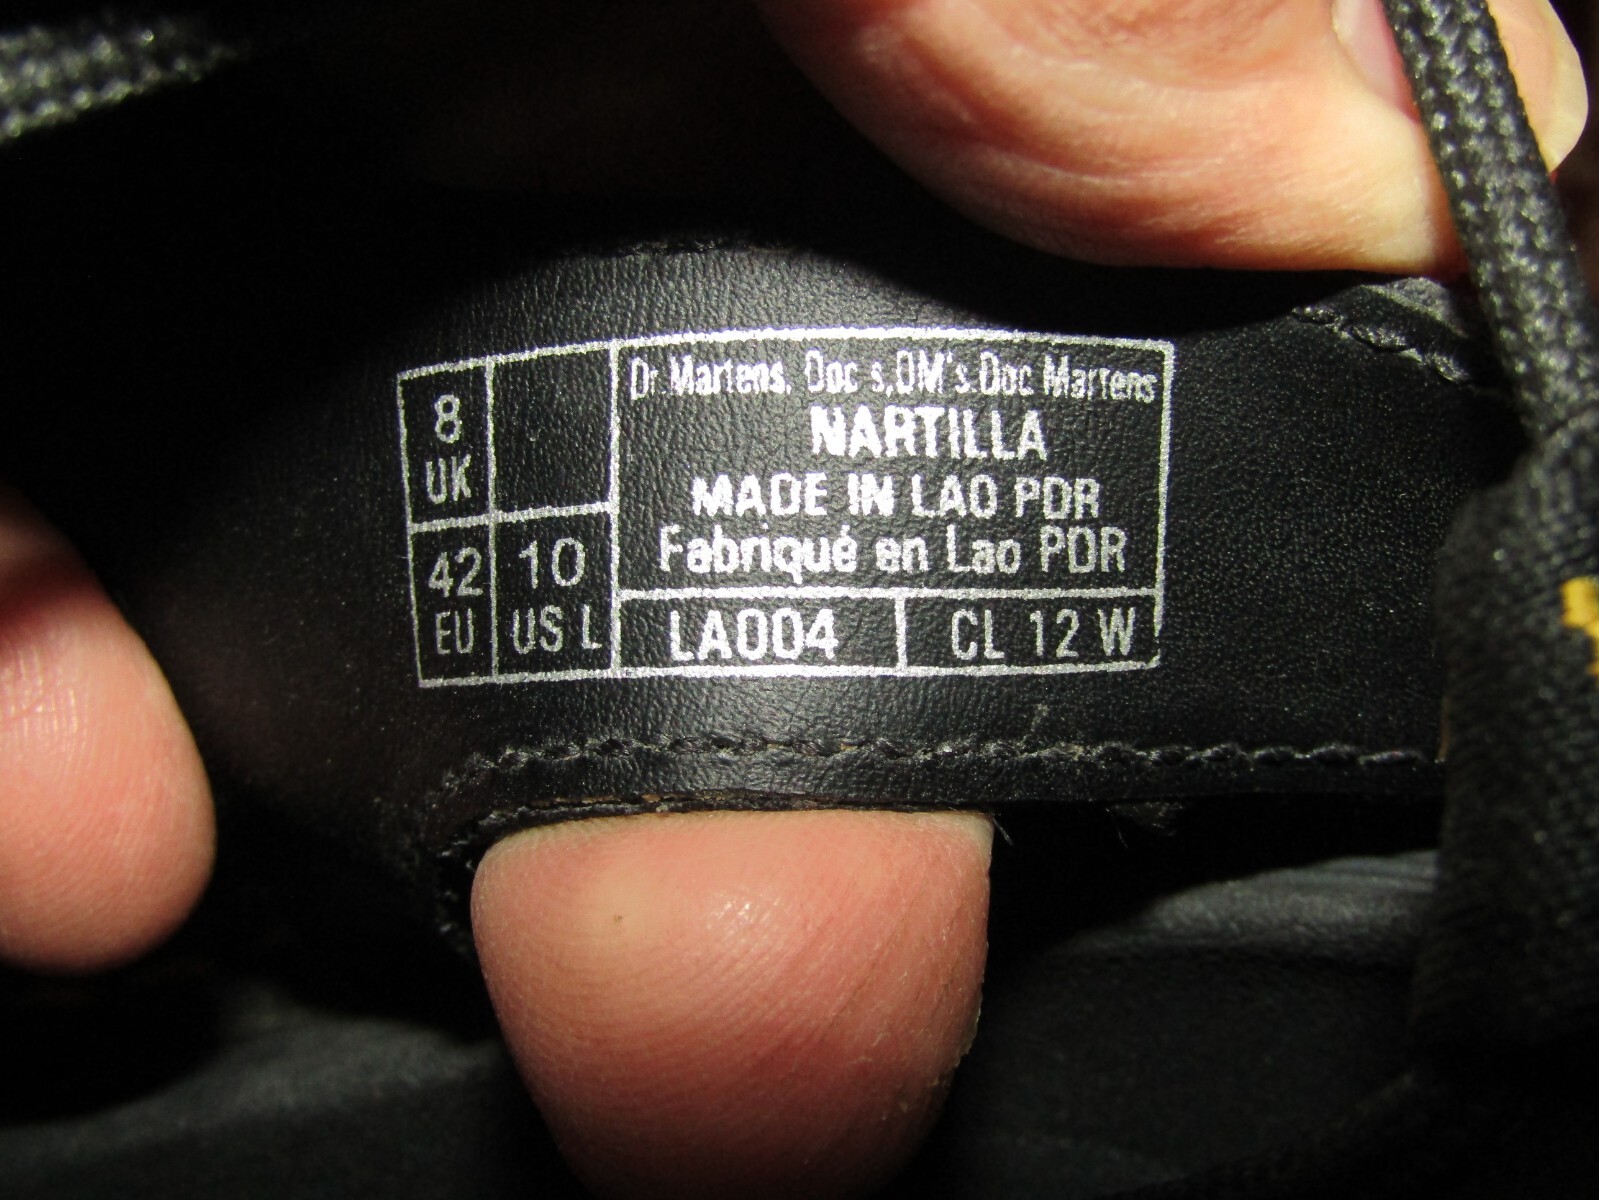 8
UK
42
EU
10
US L
Dr. Martens. Doc s,DM's.Doc Martens
NARTILLA
MADE IN LAO PDR
Fabriqué en Lao PDR
LA004
CL 12 W